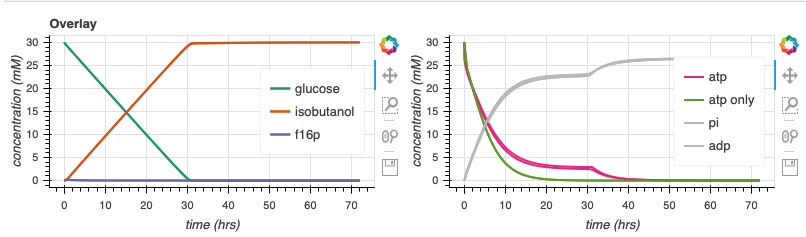 Overlay
concentration (mM)
30
25
20
15
10
5
0
glucose
isobutanol
f16p
0 10 20 30 40 50 60 70
time (hrs)
concentration (mM)
30
25
20
15
10
5
0
atp
atp only
pi
adp
0 10 20 30 40 50 60 70
time (hrs)